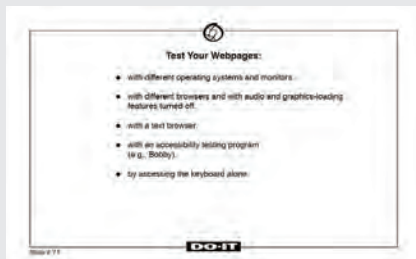 Test Your Webpages:
with different operating systems and monitors.
with different browsers and with audio and graphics-loading
features turned off.
with a text browser.
with an accessibility testing program
(e.g., Bobby).
by accessing the keyboard alone.
DO-IT